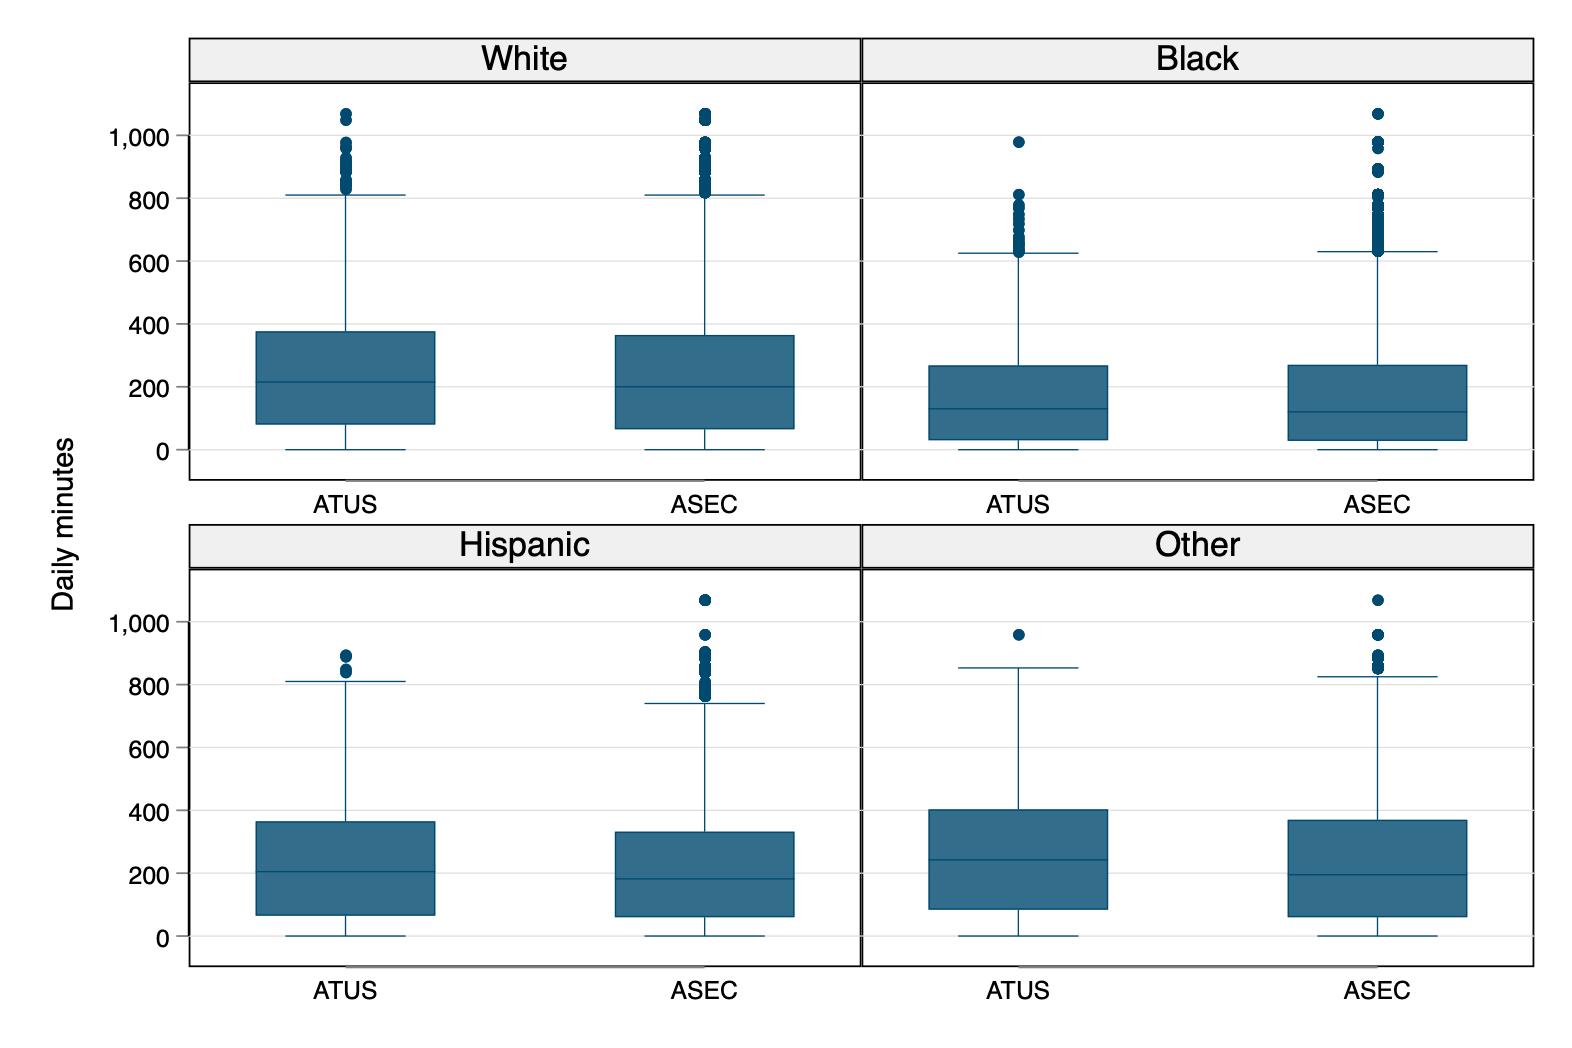 White
Black
1,000
800
600
400
200
0
ATUS
ASEC
ATUS
ASEC
Daily minutes
Hispanic
Other
1,000
800
600
400
200
0
ATUS
ASEC
ATUS
ASEC